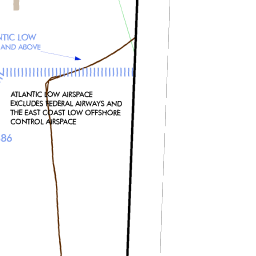 NTIC LOW
AND ABOVE
ATLANTIC LOW AIRSPACE
EXCLUDES FEDERAL AIRWAYS AND
THE EAST COAST LOW OFFSHORE
CONTROL AIRSPACE
86